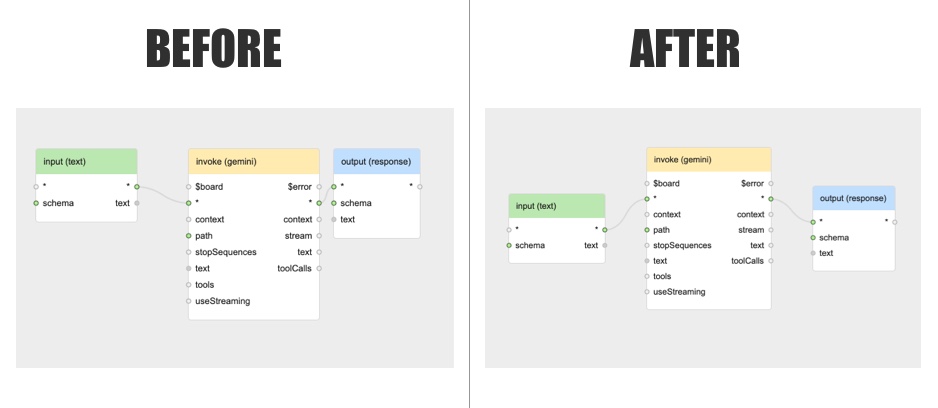 BEFORE
input (text)
* *
schema text
invoke (gemini)
$board $error
* *
context context
path stream
stopSequences text
text toolCalls
tools
useStreaming
output (response)
* *
schema
text
AFTER
input (text)
* *
schema text
invoke (gemini)
$board $error
* *
context context
path stream
stopSequences text
text toolCalls
tools
useStreaming
output (response)
* *
schema
text